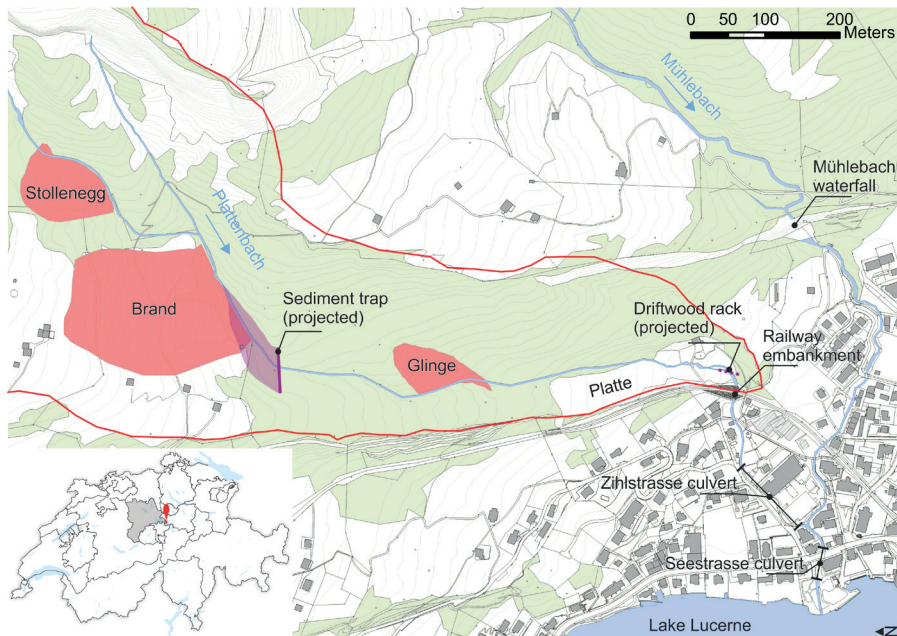 0 50 100 200
Meters
Mühlebach
Mühlebach
waterfall
Stollenegg
Plattenbach
Brand
Sediment trap
(projected)
Driftwood rack
(projected)
Railway
embankment
Glinge
Platte
Zihlstrasse culvert
Seestrasse culvert
Lake Lucerne
N